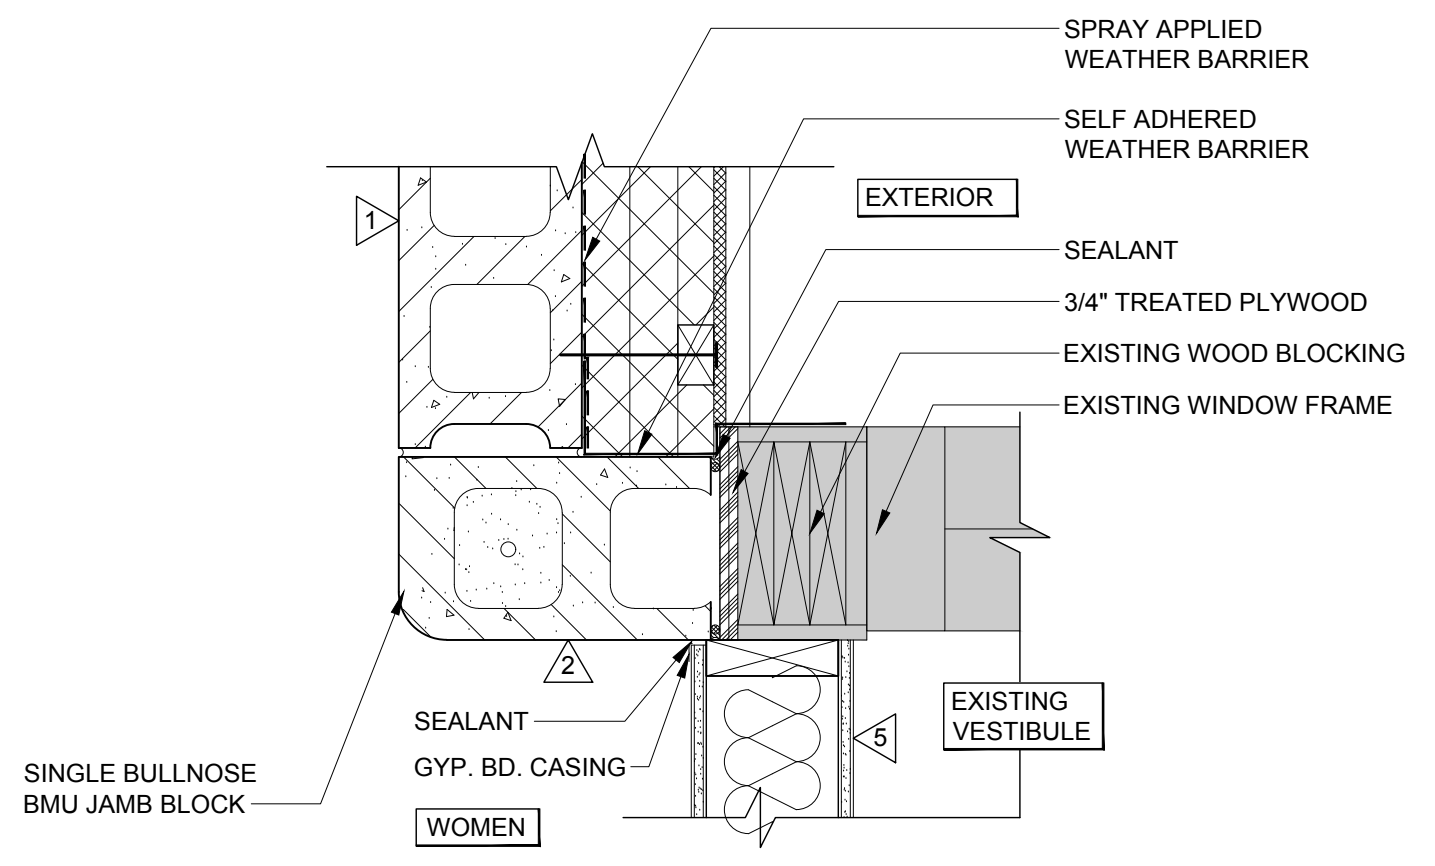 SPRAY APPLIED
WEATHER BARRIER
SELF ADHERED
WEATHER BARRIER
EXTERIOR
1
SEALANT
3/4" TREATED PLYWOOD
EXISTING WOOD BLOCKING
EXISTING WINDOW FRAME
2
SEALANT
GYP. BD. CASING
5
EXISTING
VESTIBULE
SINGLE BULLNOSE
BMU JAMB BLOCK
WOMEN